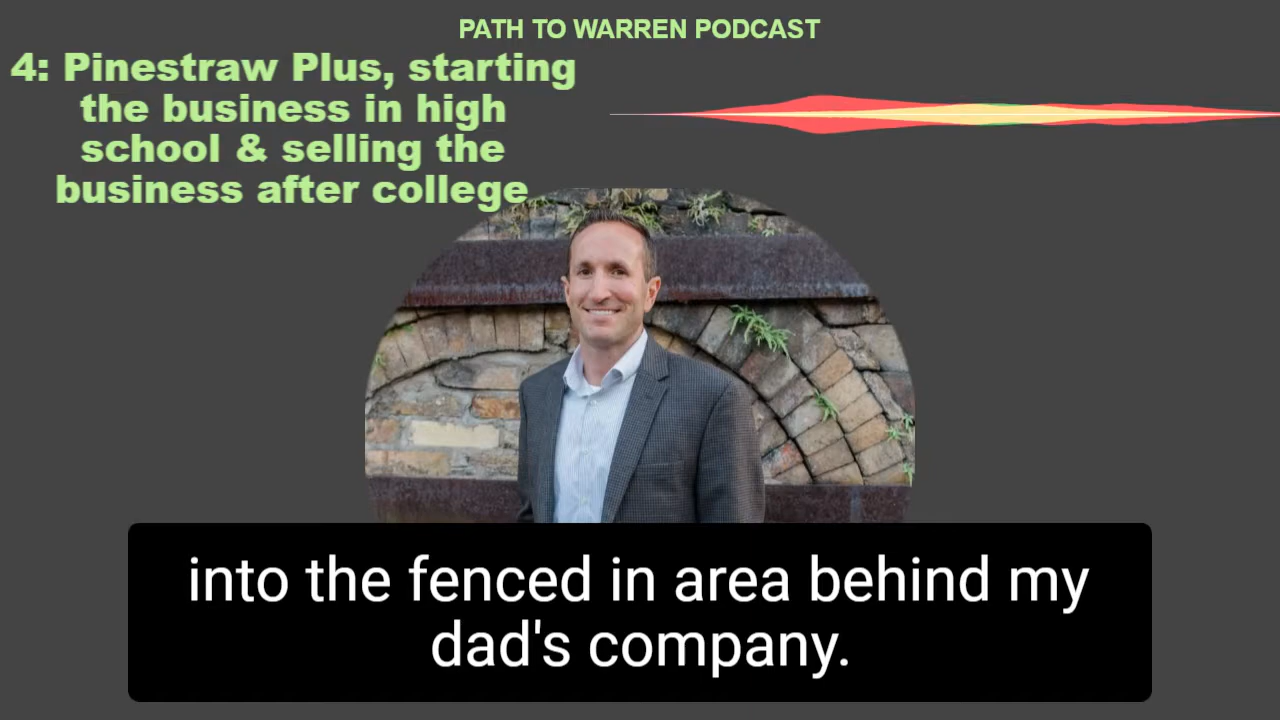 PATH TO WARREN PODCAST
4: Pinestraw Plus, starting
the business in high
school & selling the
business after college
into the fenced in area behind my
dad's company.